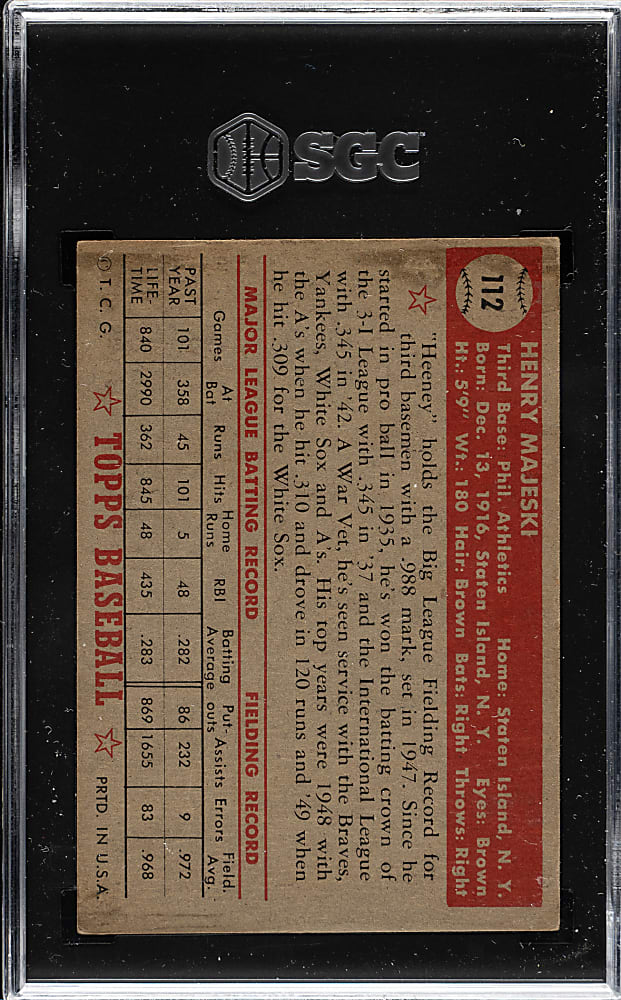 SGC
112
HENRY MAJESKI
Third Base: Phil. Athletics Home: Staten Island, N. Y.
Born: Dec. 13, 1916, Staten Island, N. Y. Eyes: Brown
Ht.: 5'9" Wt.: 180 Hair: Brown Bats: Right Throws: Right
"Heeney" holds the Big League Fielding Record for
third basemen with a .988 mark, set in 1947. Since he
started in pro ball in 1935, he's won the batting crown of
the 3-I League with .345 in '37 and the International League
with .345 in '42. A War Vet, he's seen service with the Braves,
Yankees, White Sox and A's. His top years were 1948 with
the A's when he hit .310 and drove in 120 runs and '49 when
he hit .309 for the White Sox.
MAJOR LEAGUE BATTING RECORD FIELDING RECORD
Games At Bat Runs Hits Home Runs RBI Batting Average Put-outs Assists Errors Field. Avg.
PAST YEAR 101 358 45 101 5 48 .282 86 232 9 .972
LIFE-TIME 840 2990 362 845 48 435 .283 869 1655 83 .968
© T. C. G. TOPPS BASEBALL PRTD. IN U.S.A.